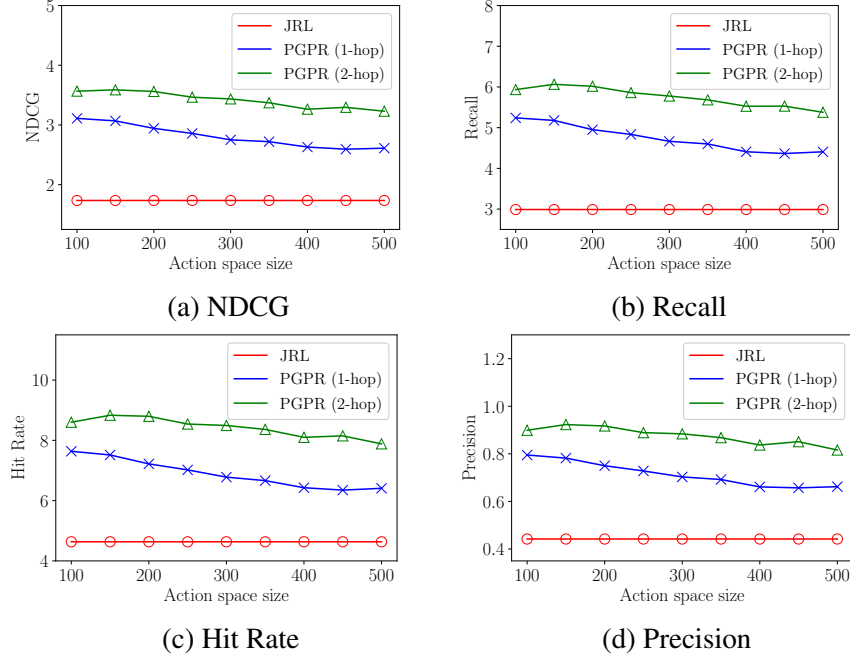 5
4
3
2
NDCG
JRL
PGPR (1-hop)
PGPR (2-hop)
100 200 300 400 500
Action space size
(a) NDCG
8
7
6
5
4
3
Recall
JRL
PGPR (1-hop)
PGPR (2-hop)
100 200 300 400 500
Action space size
(b) Recall
10
8
6
4
Hit Rate
JRL
PGPR (1-hop)
PGPR (2-hop)
100 200 300 400 500
Action space size
(c) Hit Rate
1.2
1.0
0.8
0.6
0.4
Precision
JRL
PGPR (1-hop)
PGPR (2-hop)
100 200 300 400 500
Action space size
(d) Precision